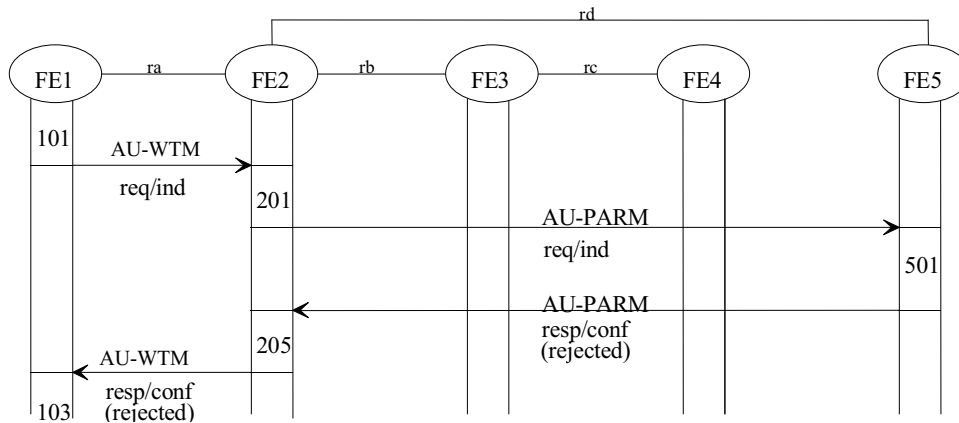 rd
FE1
ra
FE2
rb
FE3
rc
FE4
FE5
101
AU-WTM
req/ind
201
AU-PARM
req/ind
501
AU-PARM
resp/conf
(rejected)
205
AU-WTM
resp/conf
(rejected)
103